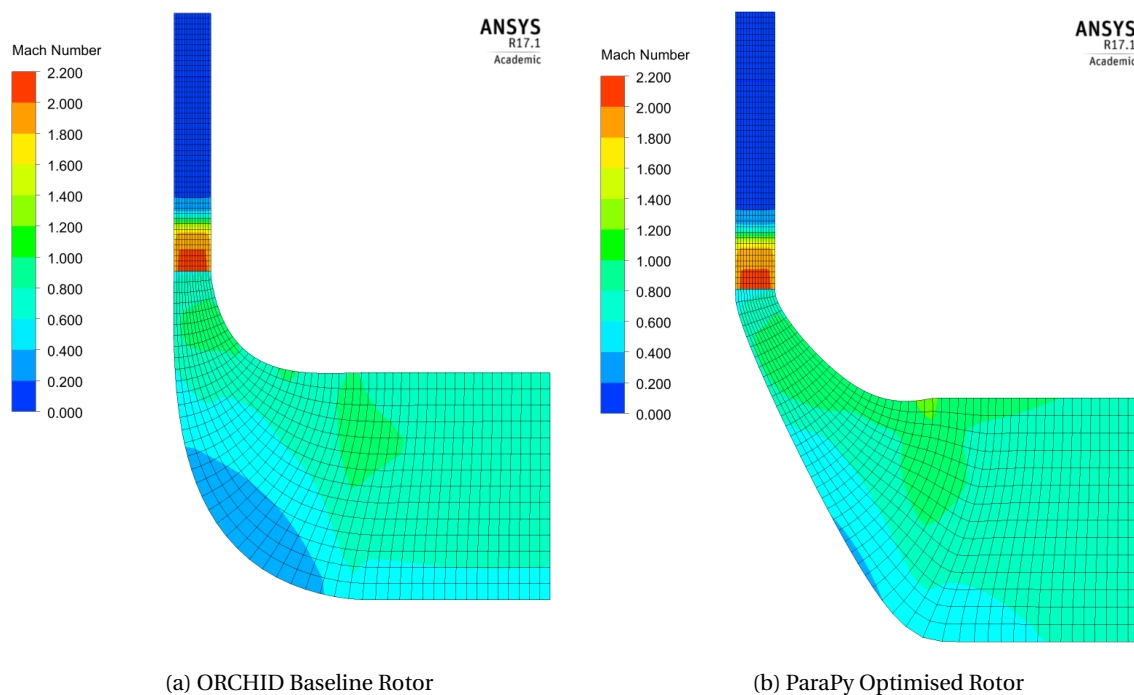 ANSYS
R17.1
Academic
Mach Number
2.200
2.000
1.800
1.600
1.400
1.200
1.000
0.800
0.600
0.400
0.200
0.000
(a) ORCHID Baseline Rotor
ANSYS
R17.1
Academic
Mach Number
2.200
2.000
1.800
1.600
1.400
1.200
1.000
0.800
0.600
0.400
0.200
0.000
(b) ParaPy Optimised Rotor